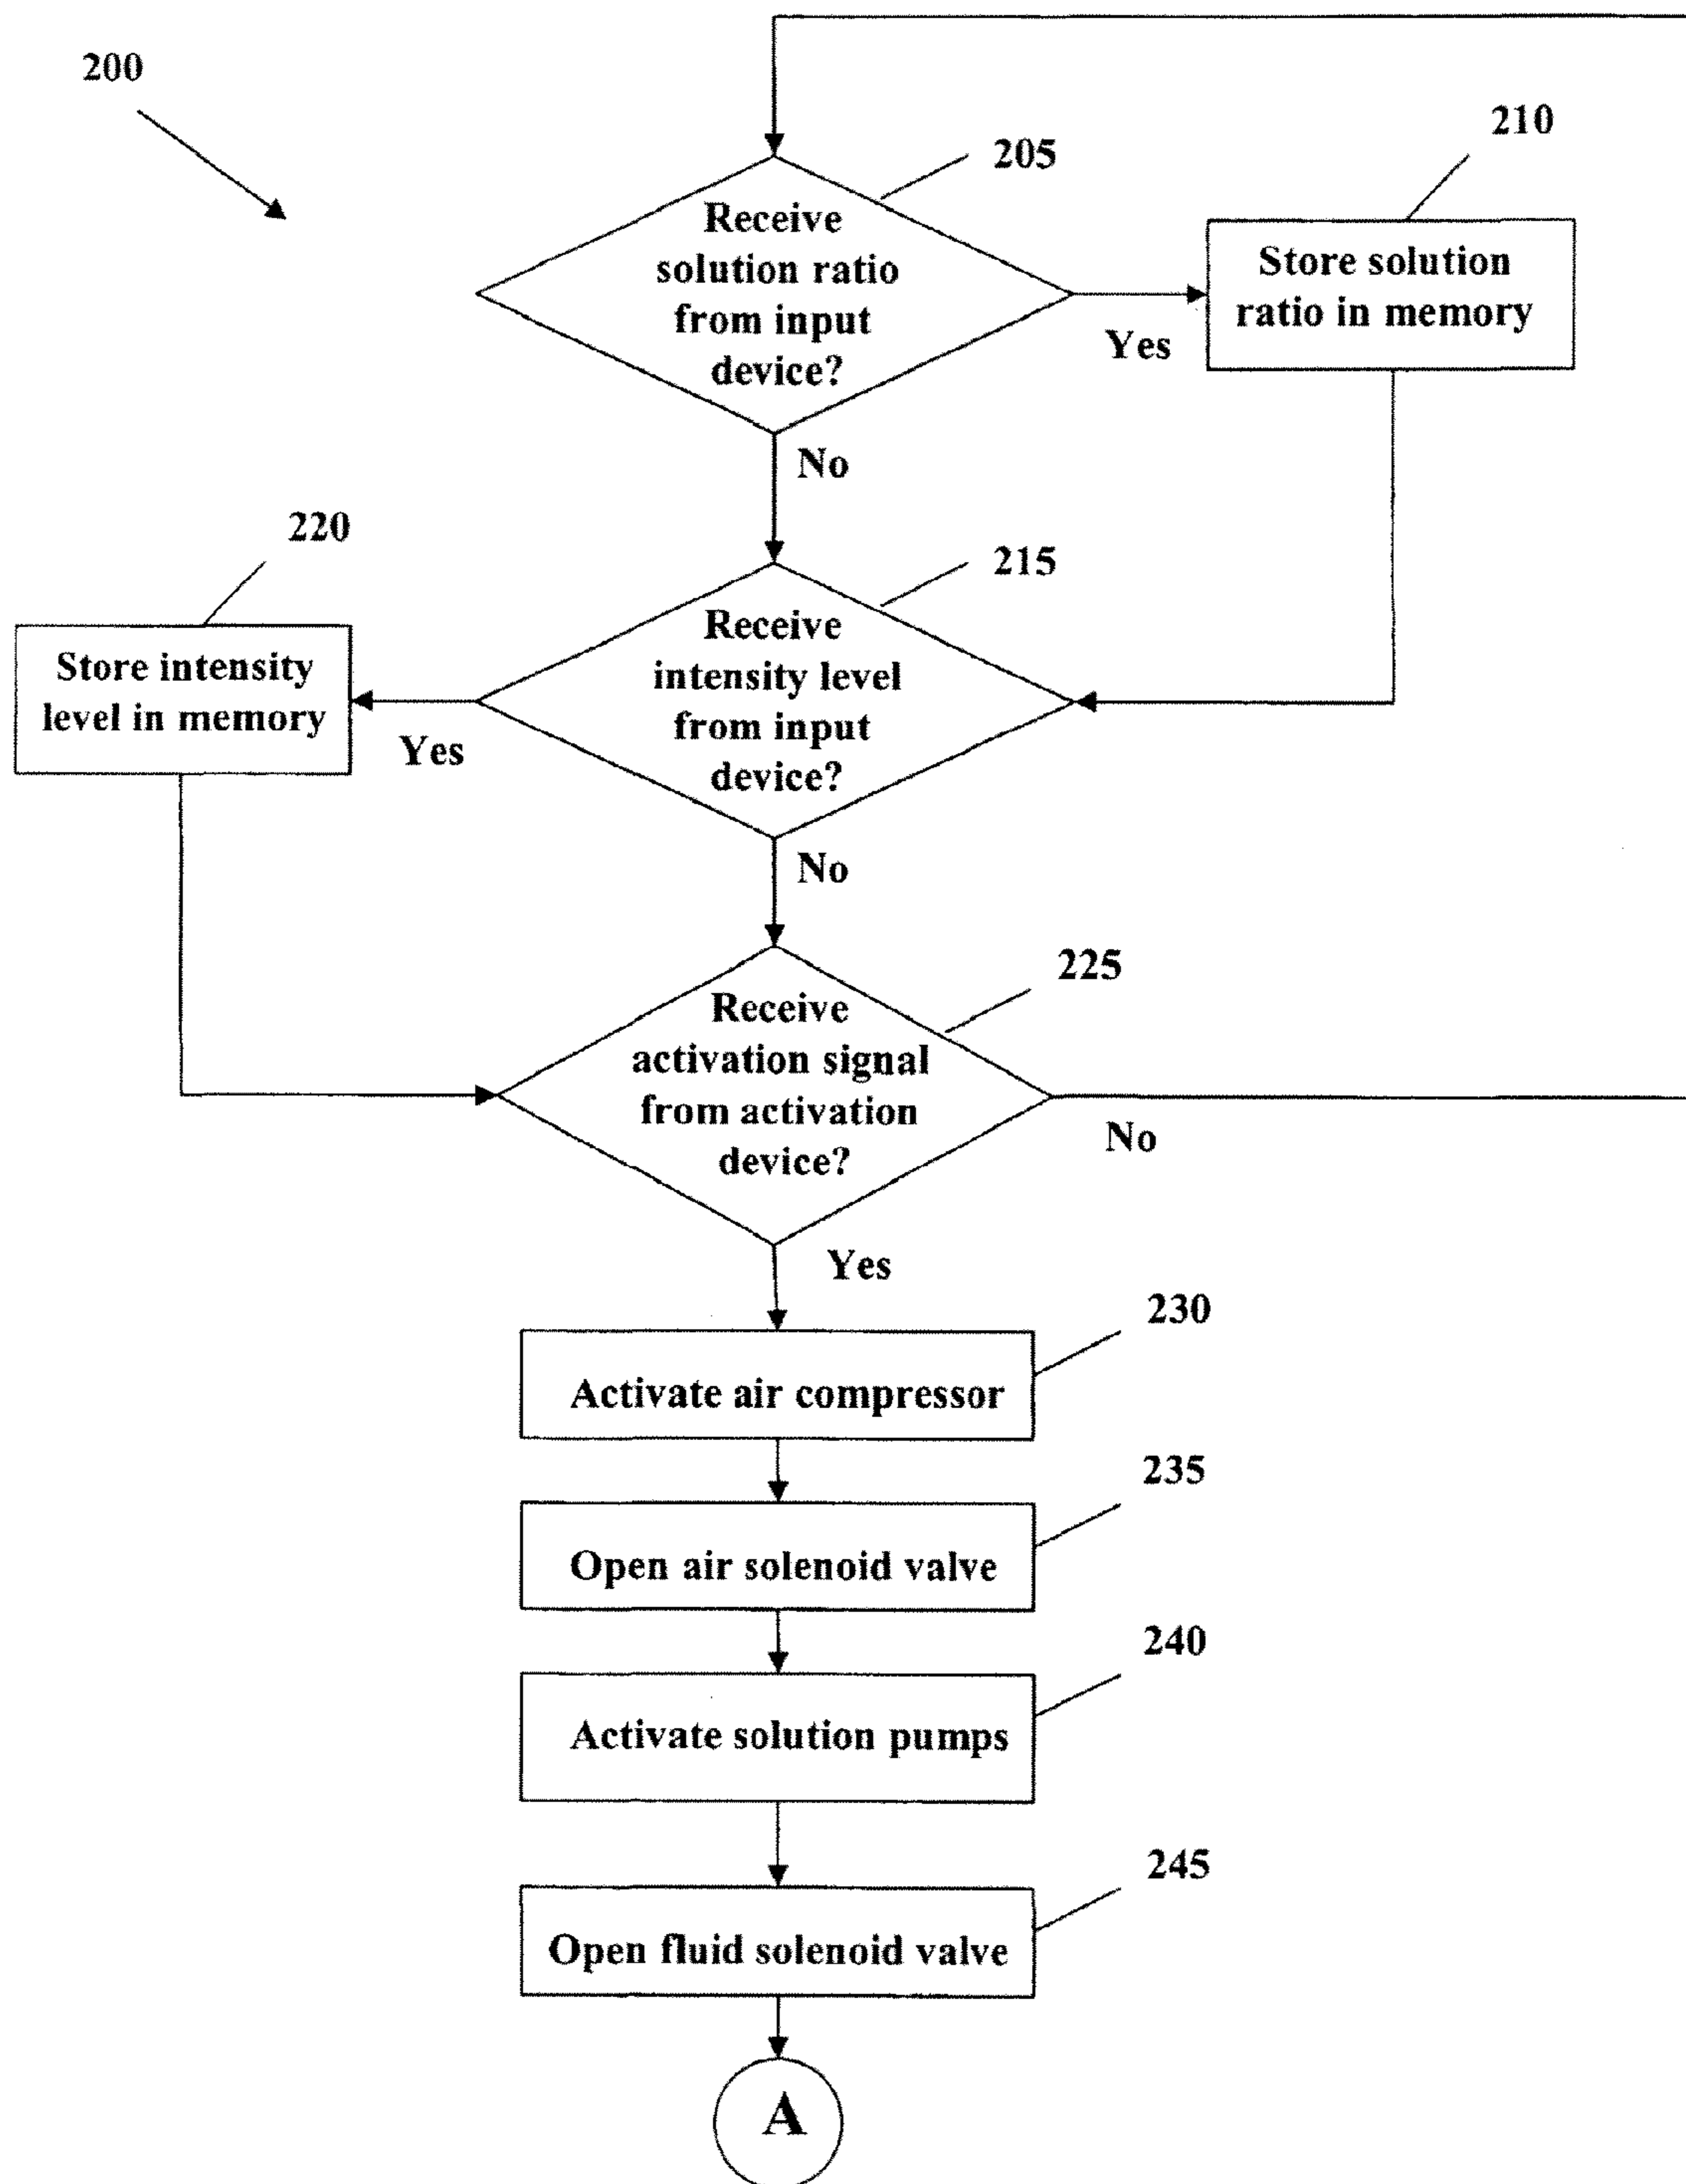 200
205
210
Receive
solution ratio
from input
device?
Store solution
ratio in memory
Yes
No
220
215
Receive
intensity level
from input
device?
Store intensity
level in memory
Yes
No
225
Receive
activation signal
from activation
device?
No
Yes
230
Activate air compressor
235
Open air solenoid valve
240
Activate solution pumps
245
Open fluid solenoid valve
A